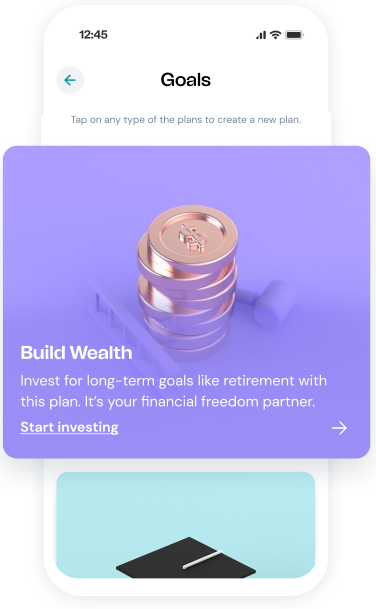 12:45
Goals
Tap on any type of the plans to create a new plan.
Build Wealth
Invest for long-term goals like retirement with
this plan. It’s your financial freedom partner.
Start investing